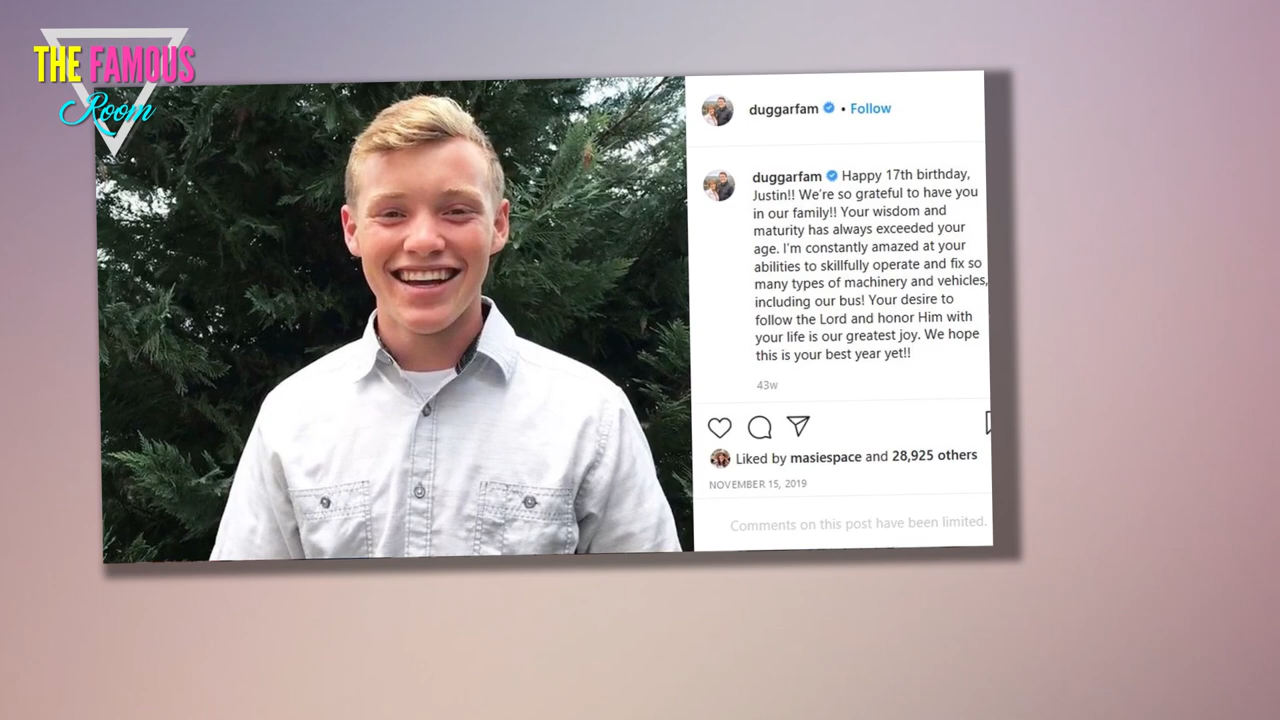 THE FAMOUS
Room
duggarfam • Follow
duggarfam Happy 17th birthday,
Justin!! We're so grateful to have you
in our family!! Your wisdom and
maturity has always exceeded your
age. I'm constantly amazed at your
abilities to skillfully operate and fix so
many types of machinery and vehicles,
including our bus! Your desire to
follow the Lord and honor Him with
your life is our greatest joy. We hope
this is your best year yet!!
43w
Liked by masiespace and 28,925 others
NOVEMBER 15, 2019
Comments on this post have been limited.